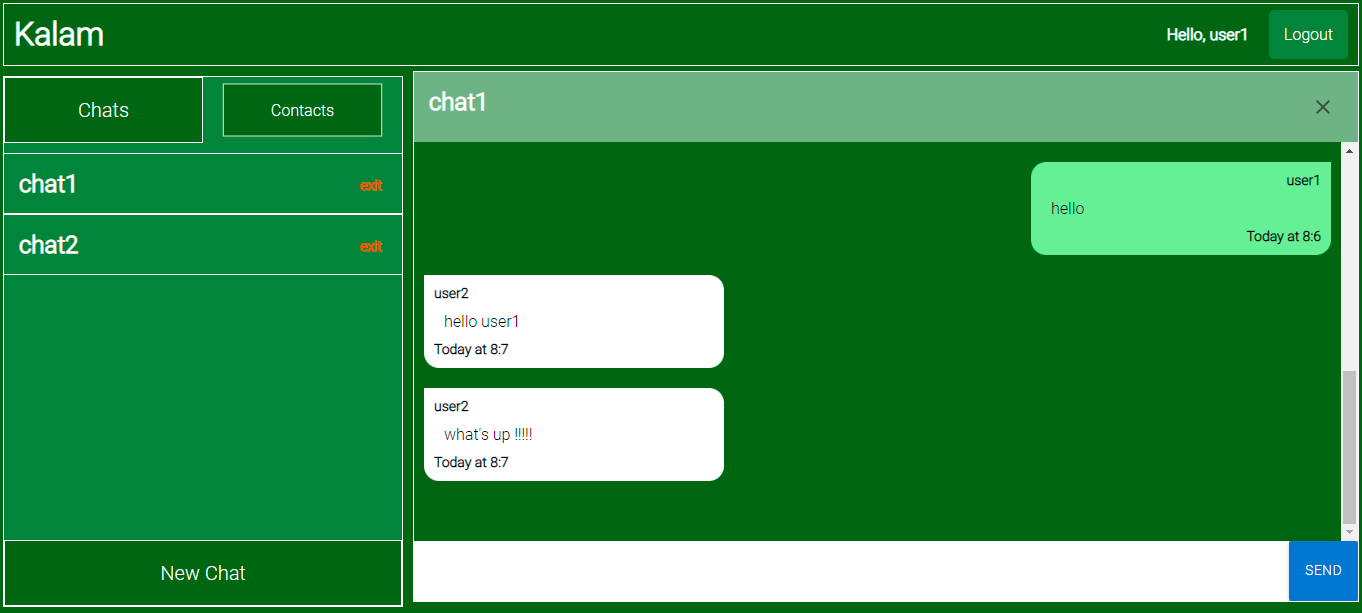 Kalam
Hello, user1
Logout
Chats
Contacts
chat1
exit
chat2
exit
New Chat
chat1
user1
hello
Today at 8:6
user2
hello user1
Today at 8:7
user2
what's up !!!!!
Today at 8:7
SEND